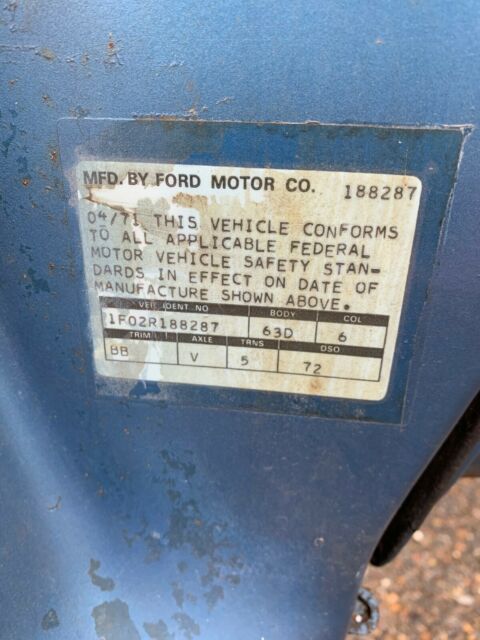 MFD. BY FORD MOTOR CO. 188287
04/71 THIS VEHICLE CONFORMS
TO ALL APPLICABLE FEDERAL
MOTOR VEHICLE SAFETY STAN-
DARDS IN EFFECT ON DATE OF
MANUFACTURE SHOWN ABOVE.
VEH. IDENT. NO BODY COL
1F02R188287 63D 6
TRIM AXLE TRNS DSO
BB V 5 72